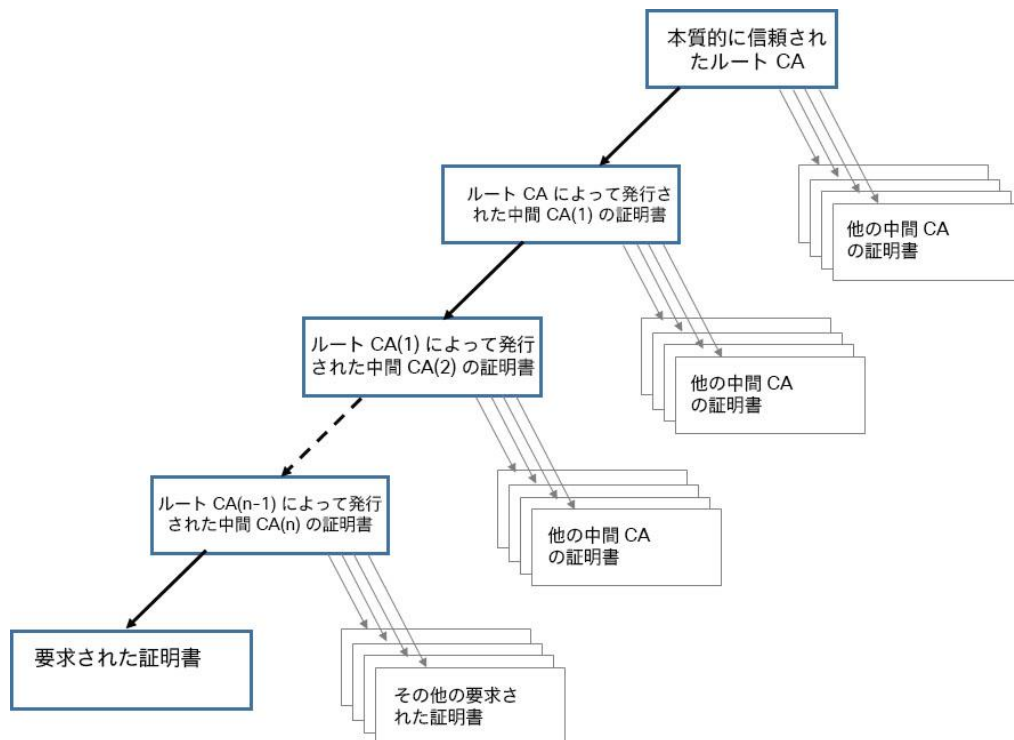 本質的に信頼され
たルート CA
ルート CA によって発行さ
れた中間 CA(1) の証明書
他の中間 CA
の証明書
ルート CA(1) によって発行
された中間 CA(2) の証明書
他の中間 CA
の証明書
ルート CA(n-1) によって発行
された中間 CA(n) の証明書
他の中間 CA
の証明書
要求された証明書
その他の要求さ
れた証明書